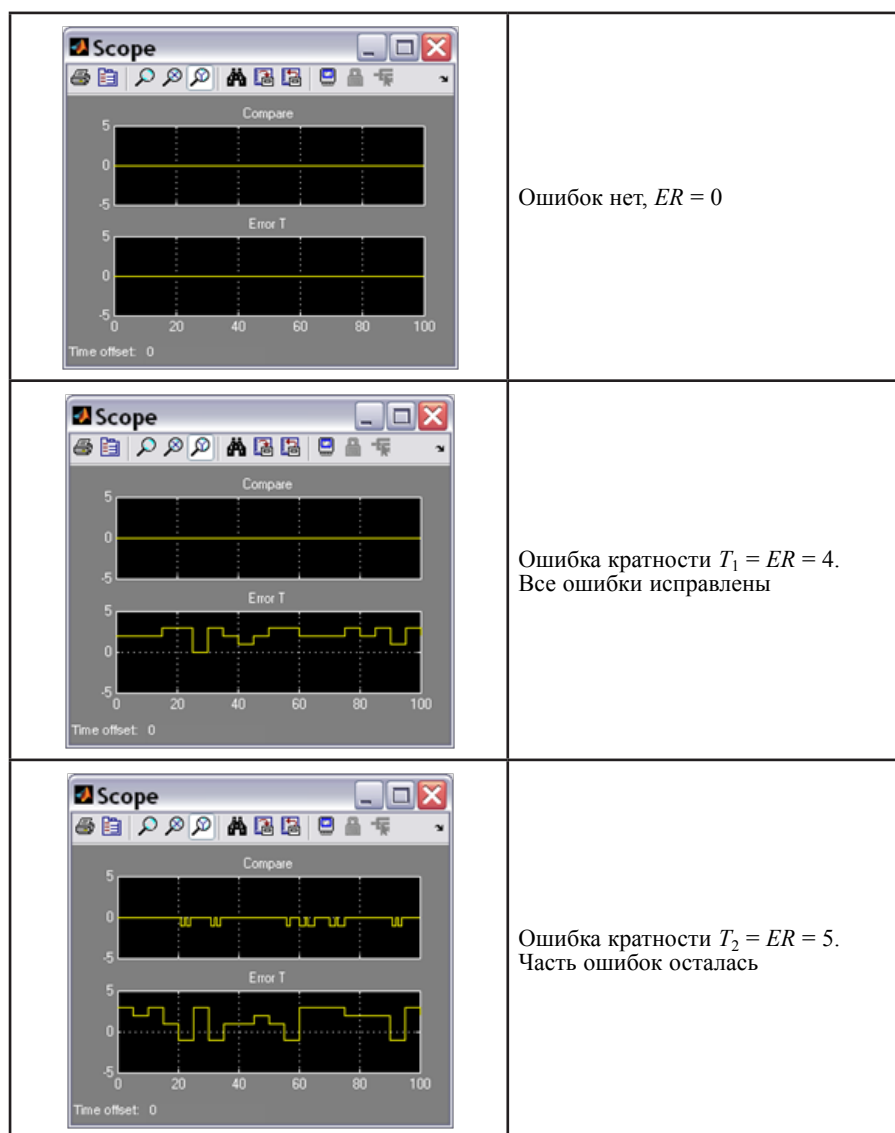 Scope
Compare
5
0
-5
Error T
5
0
-5
0 20 40 60 80 100
Time offset: 0
Ошибок нет, ER = 0
Scope
Compare
5
0
-5
Error T
5
0
-5
0 20 40 60 80 100
Time offset: 0
Ошибка кратности T₁ = ER = 4.
Все ошибки исправлены
Scope
Compare
5
0
-5
Error T
5
0
-5
0 20 40 60 80 100
Time offset: 0
Ошибка кратности T₂ = ER = 5.
Часть ошибок осталась